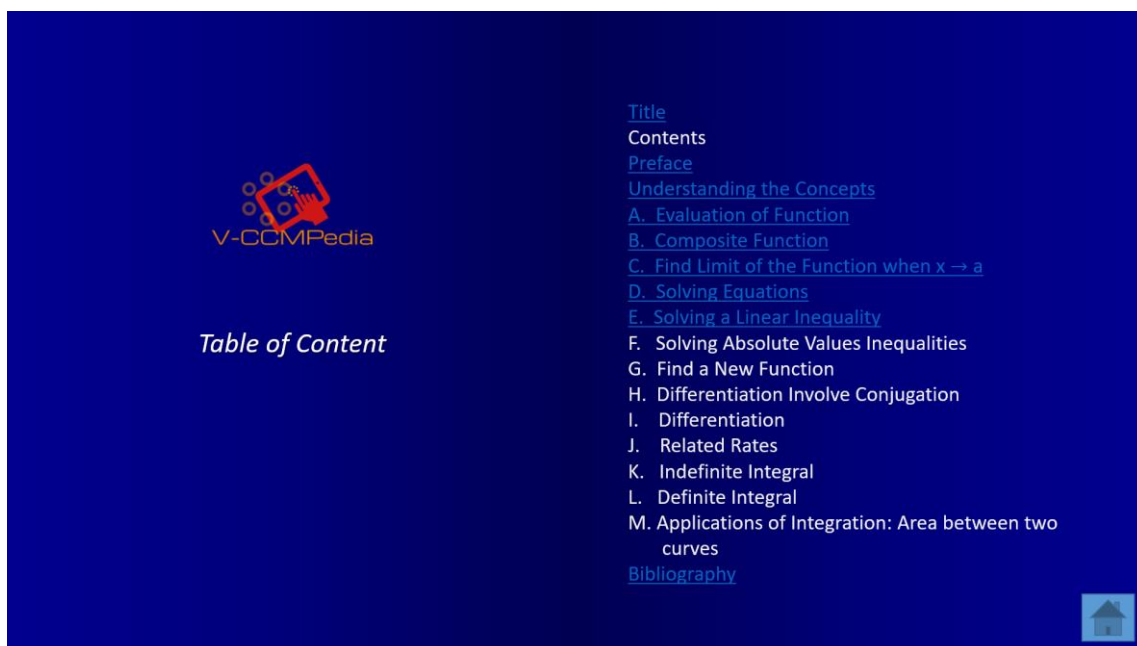 V-CCMPedia
Table of Content
Title
Contents
Preface
Understanding the Concepts
A. Evaluation of Function
B. Composite Function
C. Find Limit of the Function when x → a
D. Solving Equations
E. Solving a Linear Inequality
F. Solving Absolute Values Inequalities
G. Find a New Function
H. Differentiation Involve Conjugation
I. Differentiation
J. Related Rates
K. Indefinite Integral
L. Definite Integral
M. Applications of Integration: Area between two
curves
Bibliography